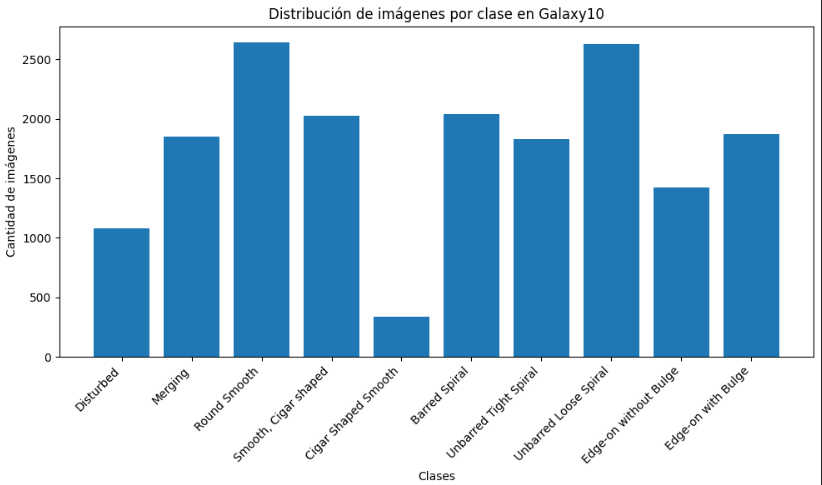 Distribución de imágenes por clase en Galaxy10
Cantidad de imágenes
2500
2000
1500
1000
500
0
Disturbed
Merging
Round Smooth
Smooth, Cigar shaped
Cigar Shaped Smooth
Barred Spiral
Unbarred Tight Spiral
Unbarred Loose Spiral
Edge-on without Bulge
Edge-on with Bulge
Clases